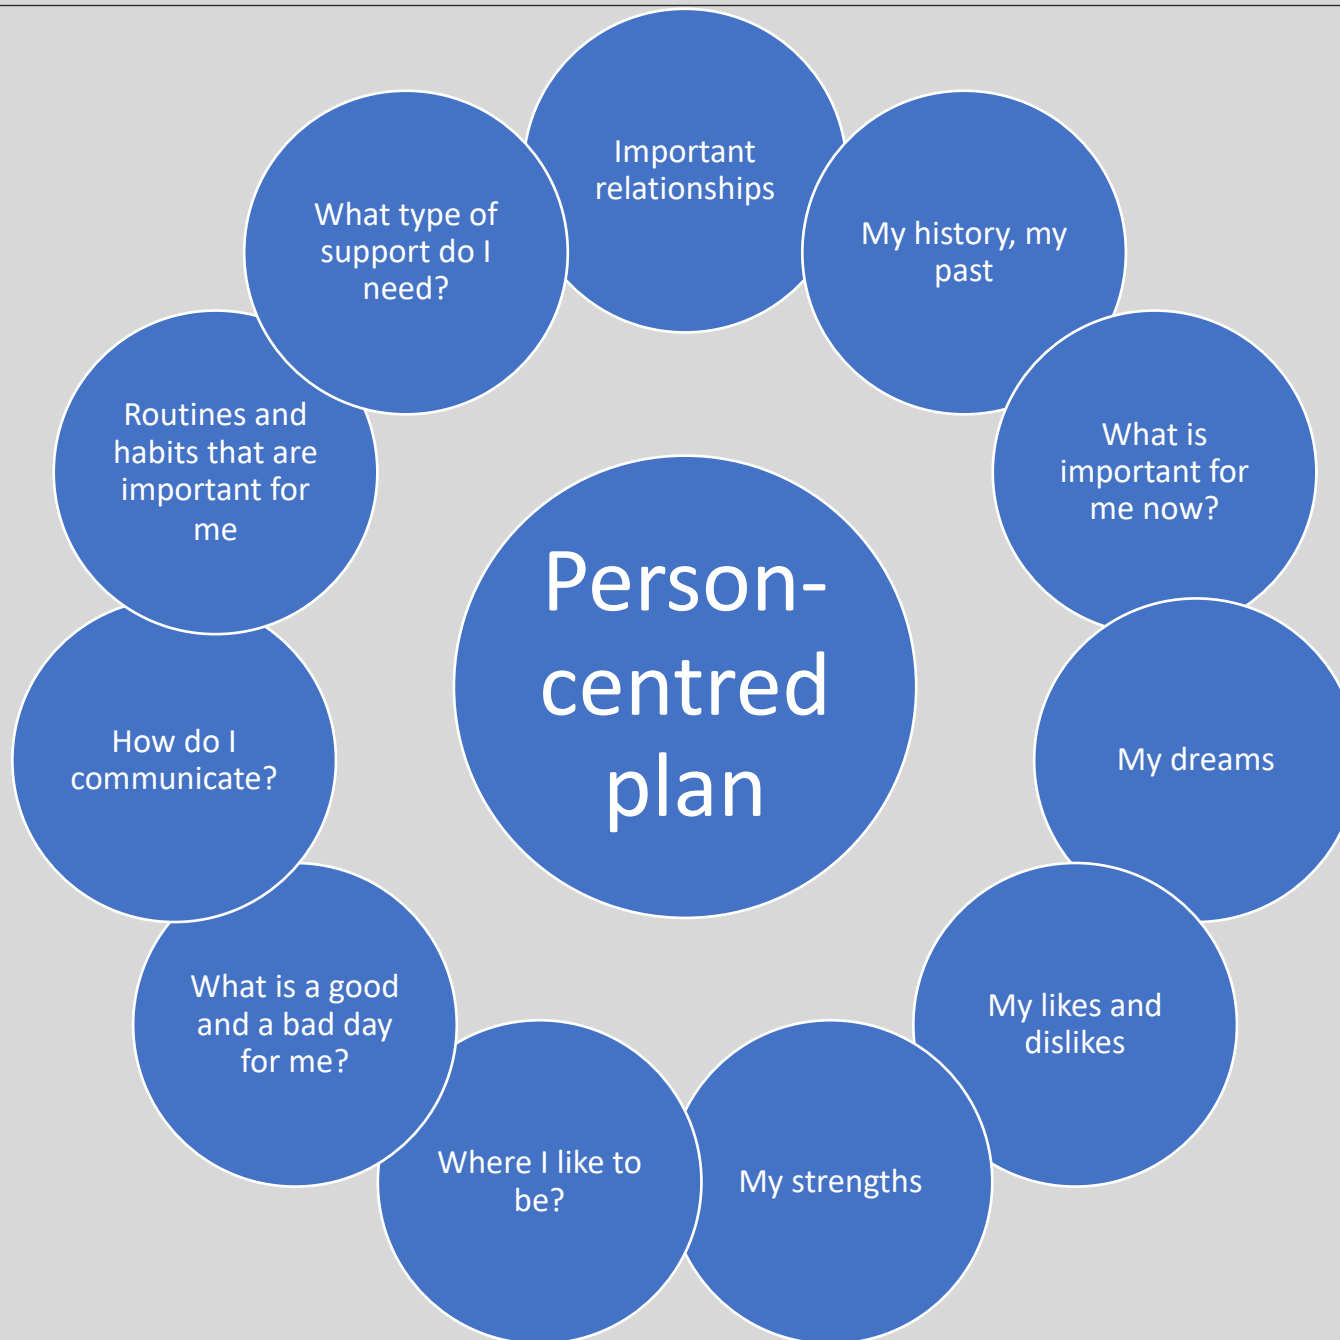 Important
relationships
My history, my
past
What is
important for
me now?
My dreams
My likes and
dislikes
My strengths
Where I like to
be?
What is a good
and a bad day
for me?
How do I
communicate?
Routines and
habits that are
important for
me
What type of
support do I
need?
Person-
centred
plan